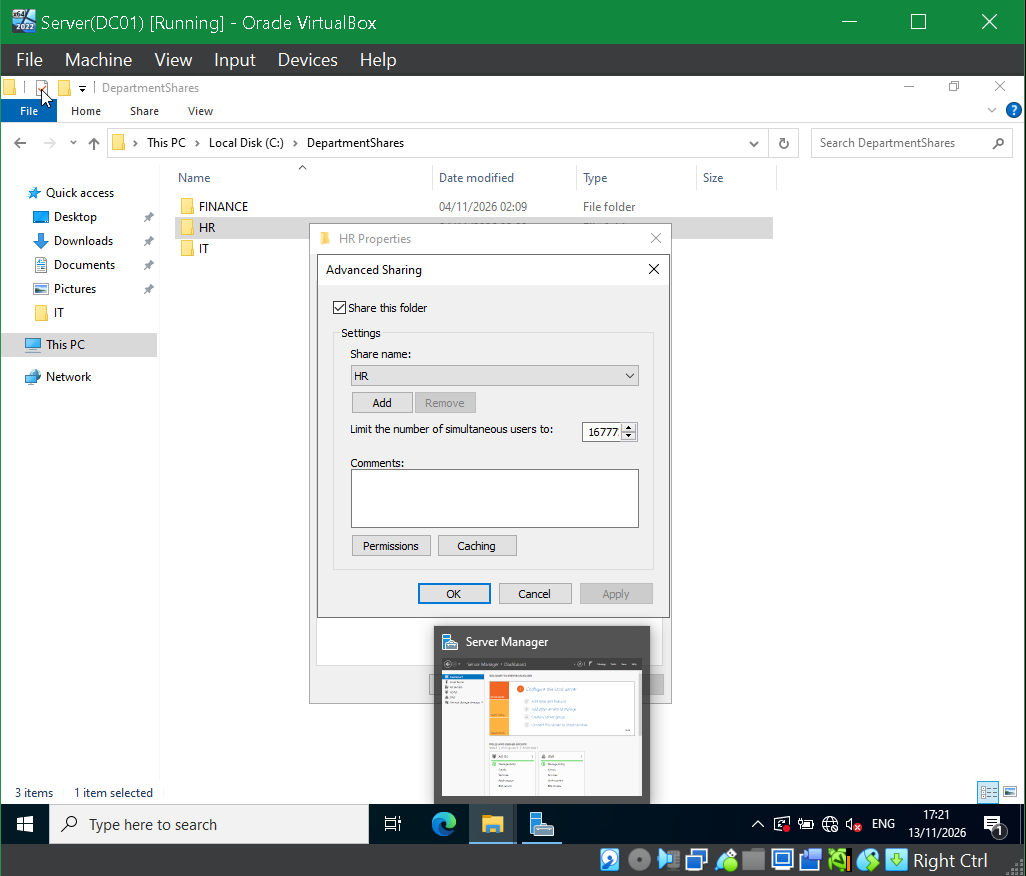 Server(DC01) [Running] - Oracle VirtualBox
File Machine View Input Devices Help
DepartmentShares
File Home Share View
This PC Local Disk (C:) DepartmentShares
Search DepartmentShares
Name Date modified Type Size
Quick access
Desktop
Downloads
Documents
Pictures
IT
This PC
Network
FINANCE 04/11/2026 02:09 File folder
HR
IT
HR Properties
Advanced Sharing
Share this folder
Settings
Share name:
HR
Add Remove
Limit the number of simultaneous users to: 16777
Comments:
Permissions Caching
OK Cancel Apply
Server Manager
3 items 1 item selected
Type here to search
ENG
17:21
13/11/2026
1
Right Ctrl